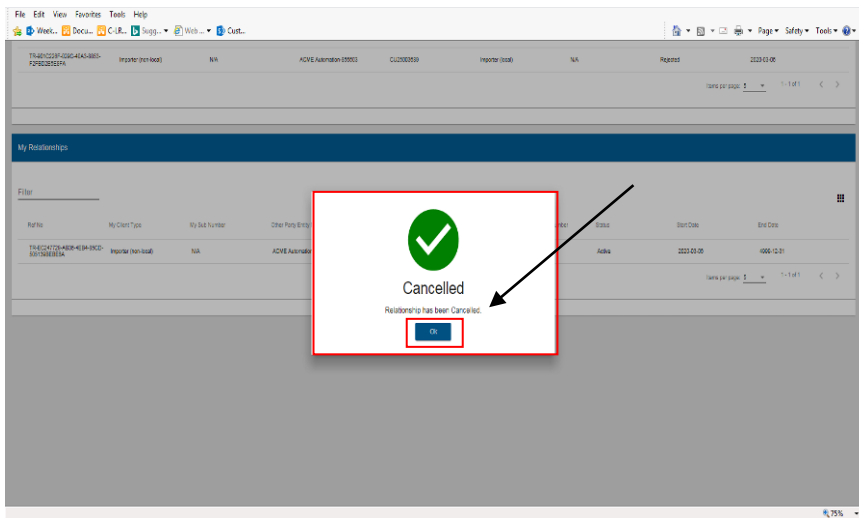 File Edit View Favorites Tools Help
Week... Docu... C-LR... Sugg... Web ... Cust...
Page Safety Tools
Importer (non-local) N/A ACME Automation-856563 Importer (local) N/A Rejected 2023-03-06
Items per page: 5 1 - 1 of 1
My Relationships
Filter
Ref No. My Client Type My Sub Number Other Party Entity Status Start Date End Date
Importer (non-local) N/A ACME Automation Active 2023-03-06
Items per page: 5 1 - 1 of 1
Cancelled
Relationship has been Cancelled.
Ok
75%